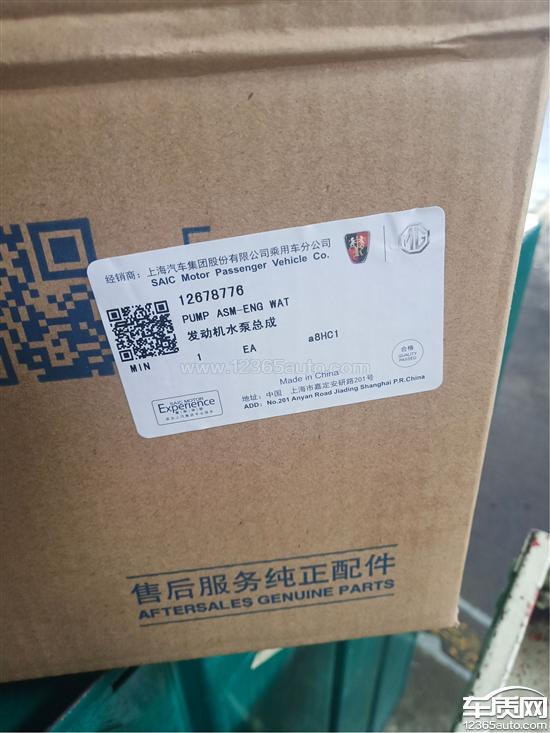 经销商：上海汽车集团股份有限公司乘用车分公司
SAIC Motor Passenger Vehicle Co.
MG
12678776
PUMP ASM-ENG WAT
发动机水泵总成
MIN 1 EA a8HC1
合格
QUALITY
PASSED
www.12365auto.com
Made in China
地址：中国 上海市嘉定安研路201号
ADD：No.201 Anyan Road Jiading Shanghai P.R.China
SAIC MOTOR
Experience
售后服务纯正配件
AFTERSALES GENUINE PARTS
车质网
12365auto.com